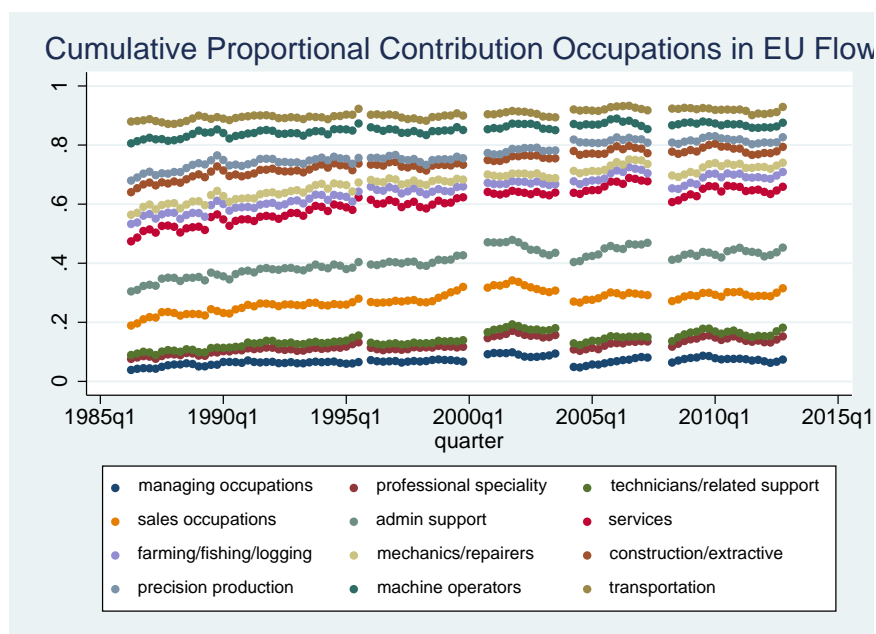 Cumulative Proportional Contribution Occupations in EU Flow
1
.8
.6
.4
.2
0
1985q1 1990q1 1995q1 2000q1 2005q1 2010q1 2015q1
quarter
managing occupations professional speciality technicians/related support
sales occupations admin support services
farming/fishing/logging mechanics/repairers construction/extractive
precision production machine operators transportation